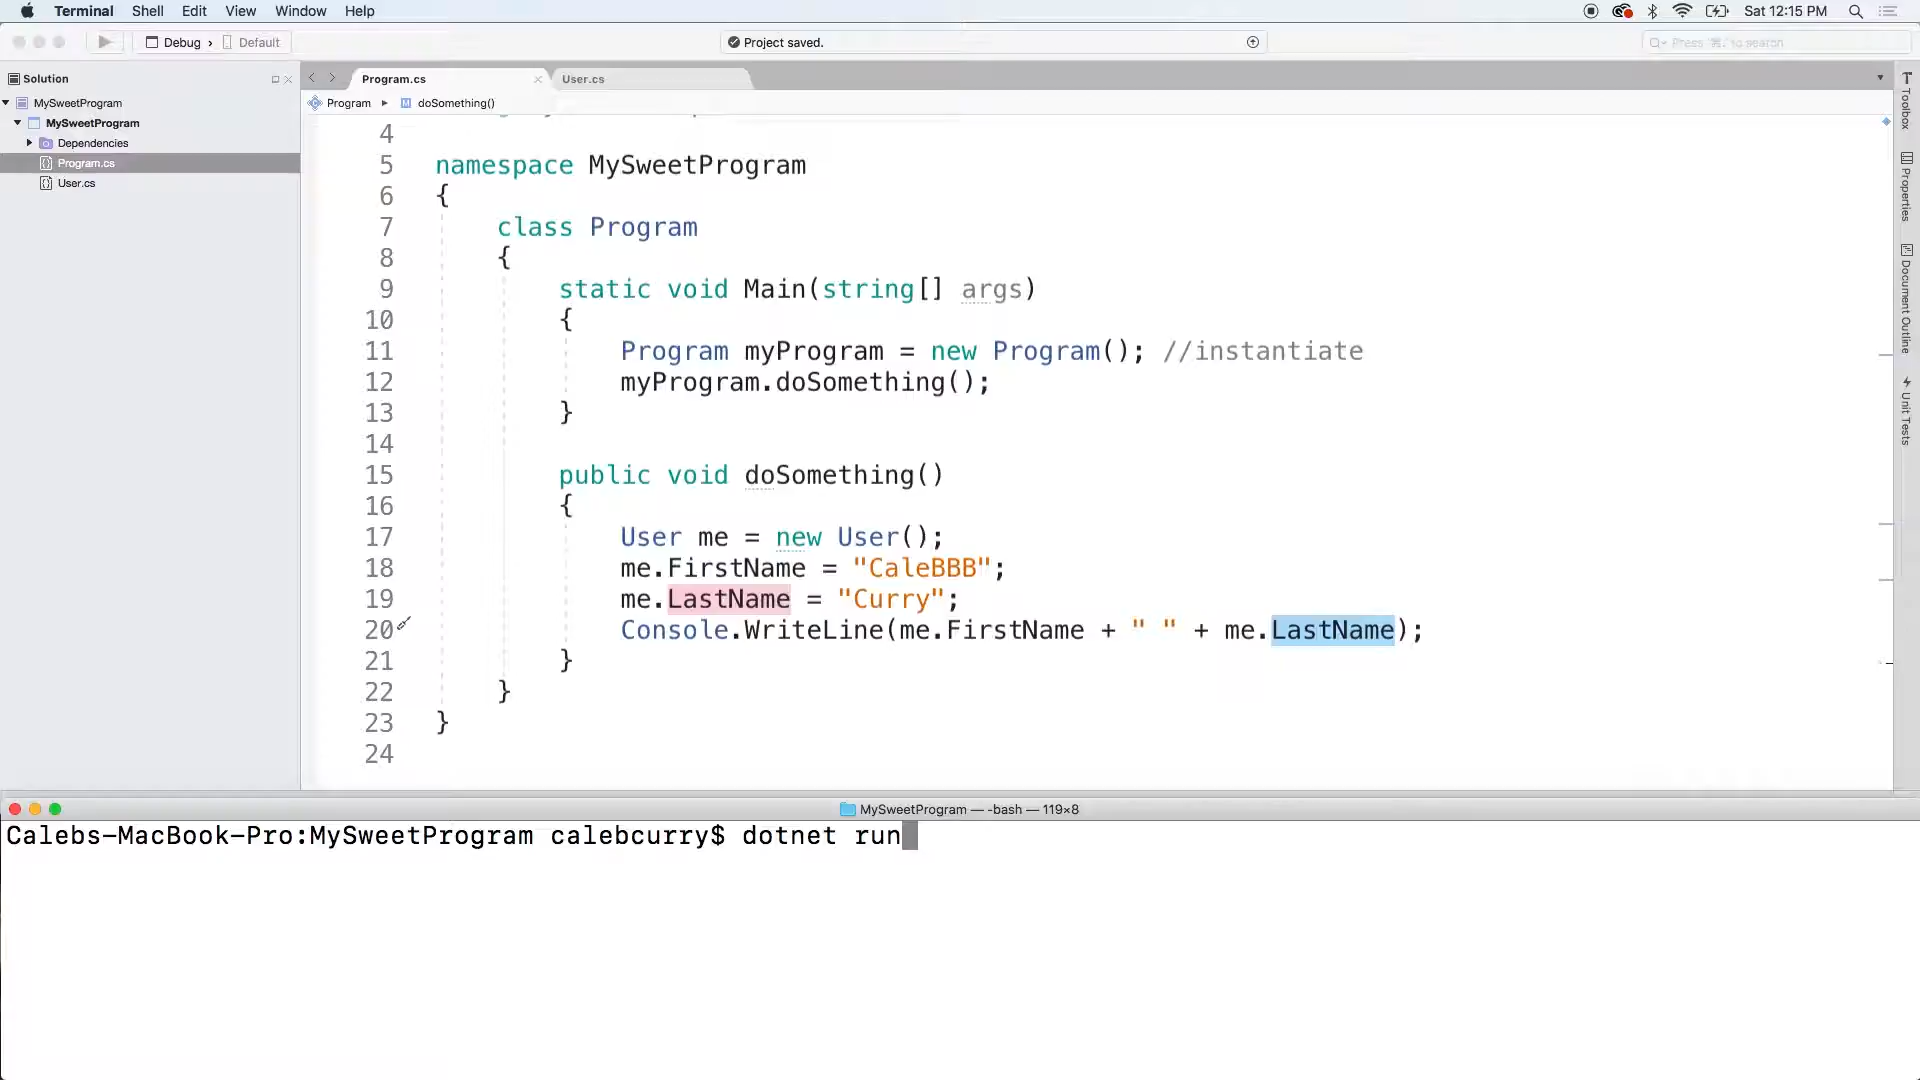 Terminal Shell Edit View Window Help Sat 12:15 PM
Debug › Default Project saved. Press '⌘.' to search
Solution Program.cs User.cs
MySweetProgram Program ▸ doSomething()
MySweetProgram
Dependencies
Program.cs
User.cs
4
5 namespace MySweetProgram
6 {
7 class Program
8 {
9 static void Main(string[] args)
10 {
11 Program myProgram = new Program(); //instantiate
12 myProgram.doSomething();
13 }
14
15 public void doSomething()
16 {
17 User me = new User();
18 me.FirstName = "CaleBBB";
19 me.LastName = "Curry";
20 Console.WriteLine(me.FirstName + " " + me.LastName);
21 }
22 }
23 }
24
Toolbox
Properties
Document Outline
Unit Tests
MySweetProgram — -bash — 119×8
Calebs-MacBook-Pro:MySweetProgram calebcurry$ dotnet run